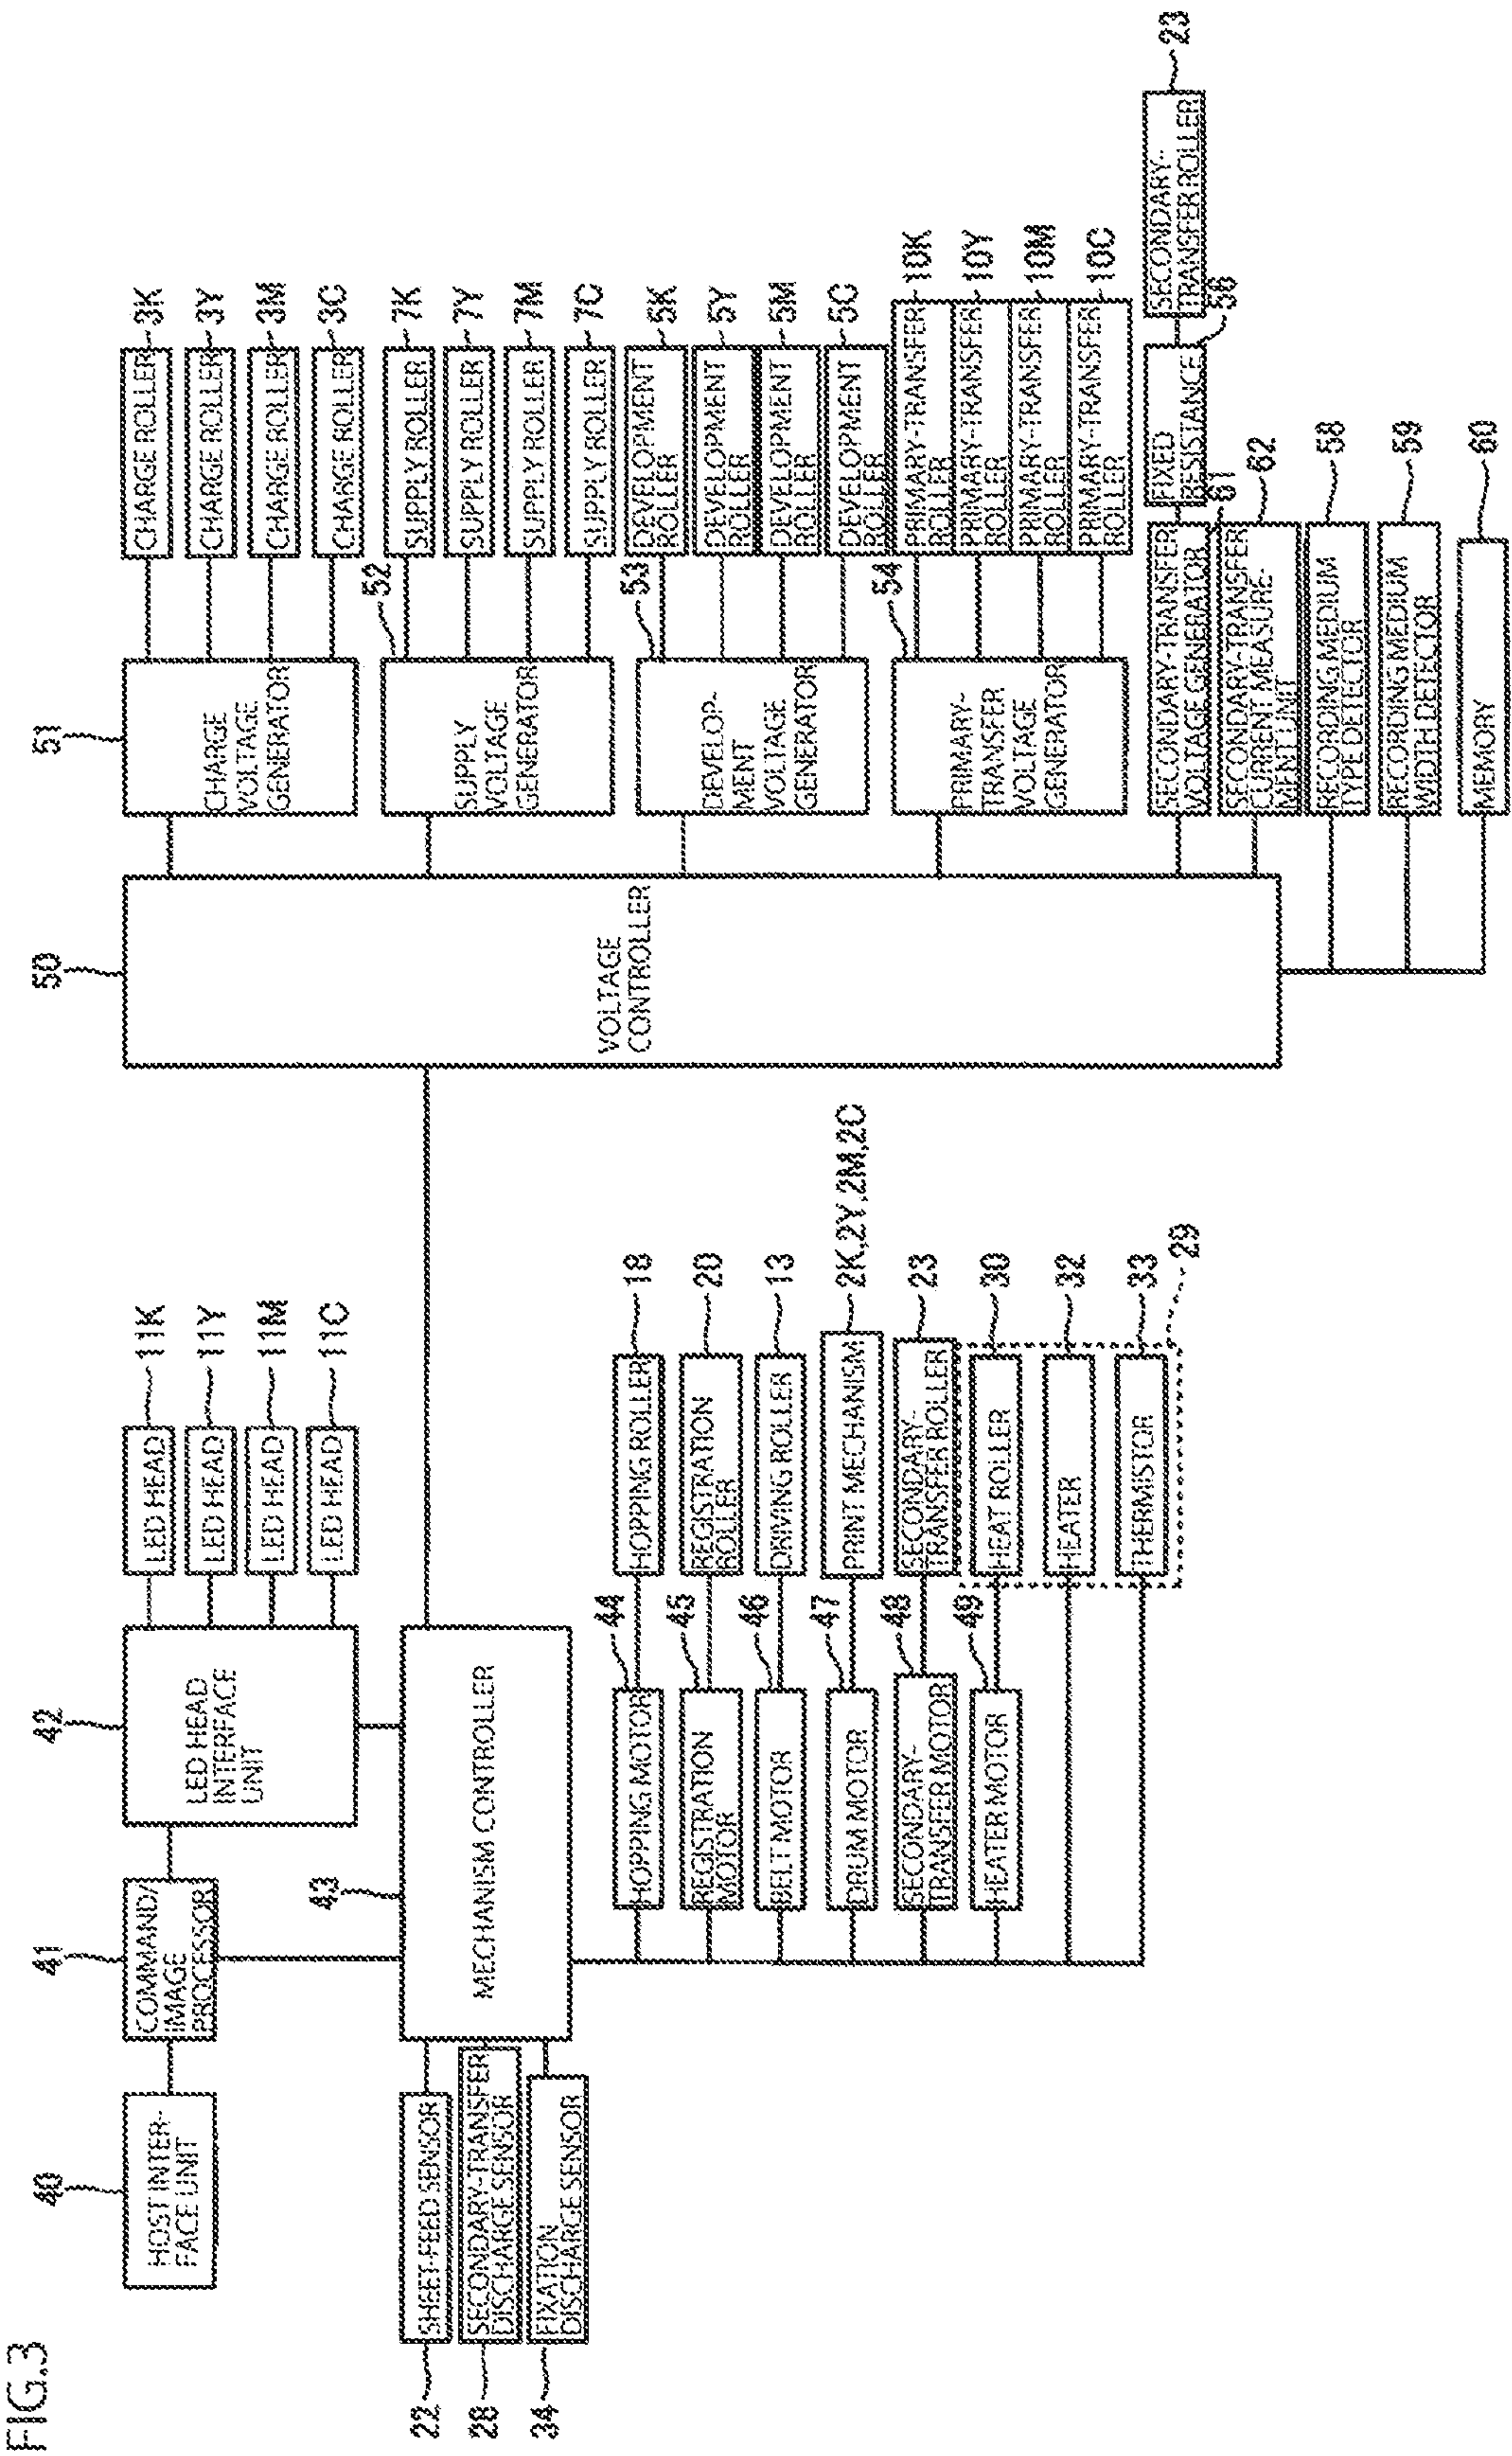 FIG.3
40
HOST INTER-
FACE UNIT
41
COMMAND/
IMAGE
PROCESSOR
42
LED HEAD
INTERFACE
UNIT
LED HEAD
11K
LED HEAD
11Y
LED HEAD
11M
LED HEAD
11C
43
MECHANISM CONTROLLER
22
SHEET-FEED SENSOR
28
SECONDARY-TRANSFER
DISCHARGE SENSOR
34
FIXATION
DISCHARGE SENSOR
HOPPING MOTOR
44
HOPPING ROLLER
18
REGISTRATION
MOTOR
45
REGISTRATION
ROLLER
20
BELT MOTOR
46
DRIVING ROLLER
13
DRUM MOTOR
47
PRINT MECHANISM
2K,2Y,2M,2C
SECONDARY-
TRANSFER MOTOR
48
SECONDARY-
TRANSFER ROLLER
23
HEATER MOTOR
49
HEAT ROLLER
30
HEATER
32
THERMISTOR
33
29
50
VOLTAGE
CONTROLLER
51
CHARGE
VOLTAGE
GENERATOR
CHARGE ROLLER
3K
CHARGE ROLLER
3Y
CHARGE ROLLER
3M
CHARGE ROLLER
3C
52
SUPPLY
VOLTAGE
GENERATOR
SUPPLY ROLLER
7K
SUPPLY ROLLER
7Y
SUPPLY ROLLER
7M
SUPPLY ROLLER
7C
53
DEVELOP-
MENT
VOLTAGE
GENERATOR
DEVELOPMENT
ROLLER
5K
DEVELOPMENT
ROLLER
5Y
DEVELOPMENT
ROLLER
5M
DEVELOPMENT
ROLLER
5C
54
PRIMARY-
TRANSFER
VOLTAGE
GENERATOR
PRIMARY-TRANSFER
ROLLER
10K
PRIMARY-TRANSFER
ROLLER
10Y
PRIMARY-TRANSFER
ROLLER
10M
PRIMARY-TRANSFER
ROLLER
10C
SECONDARY-TRANSFER
VOLTAGE GENERATOR
61
FIXED
RESISTANCE
56
SECONDARY-
TRANSFER ROLLER
23
SECONDARY-TRANSFER
CURRENT MEASURE-
MENT UNIT
62
RECORDING MEDIUM
TYPE DETECTOR
58
RECORDING MEDIUM
WIDTH DETECTOR
59
MEMORY
60